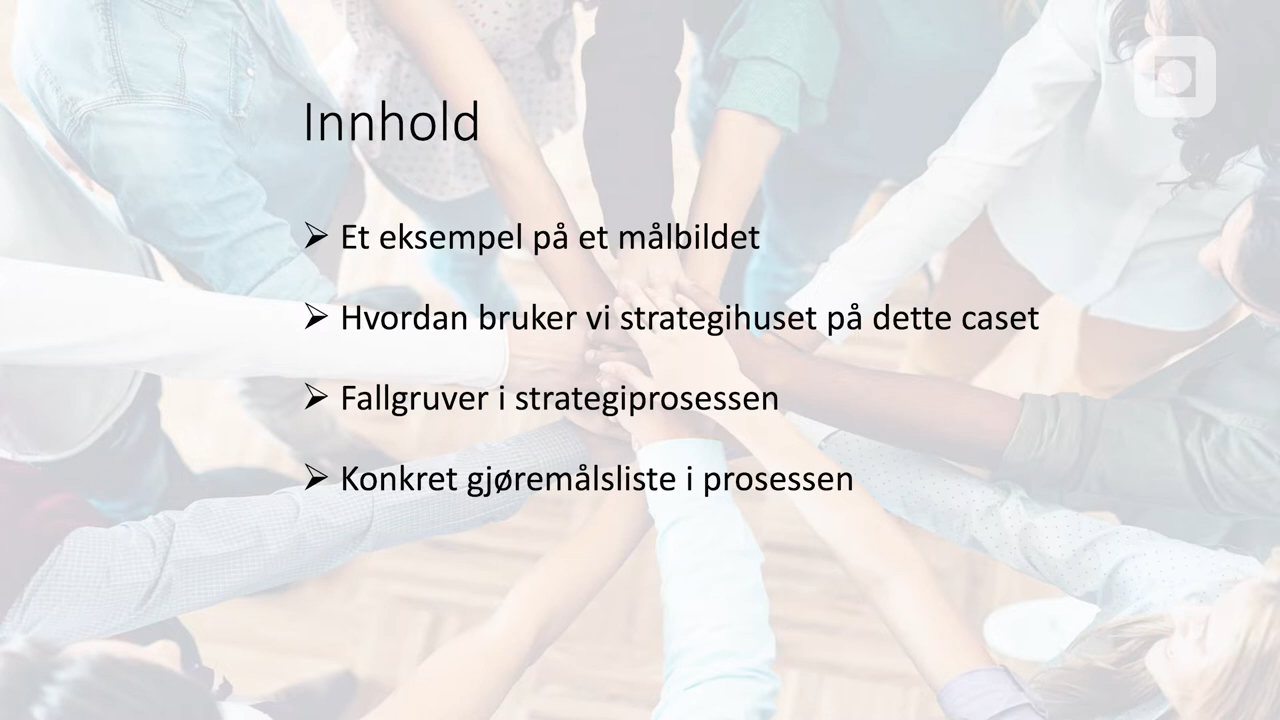 Innhold
Et eksempel på et målbildet
Hvordan bruker vi strategihuset på dette caset
Fallgruver i strategiprosessen
Konkret gjøremålsliste i prosessen